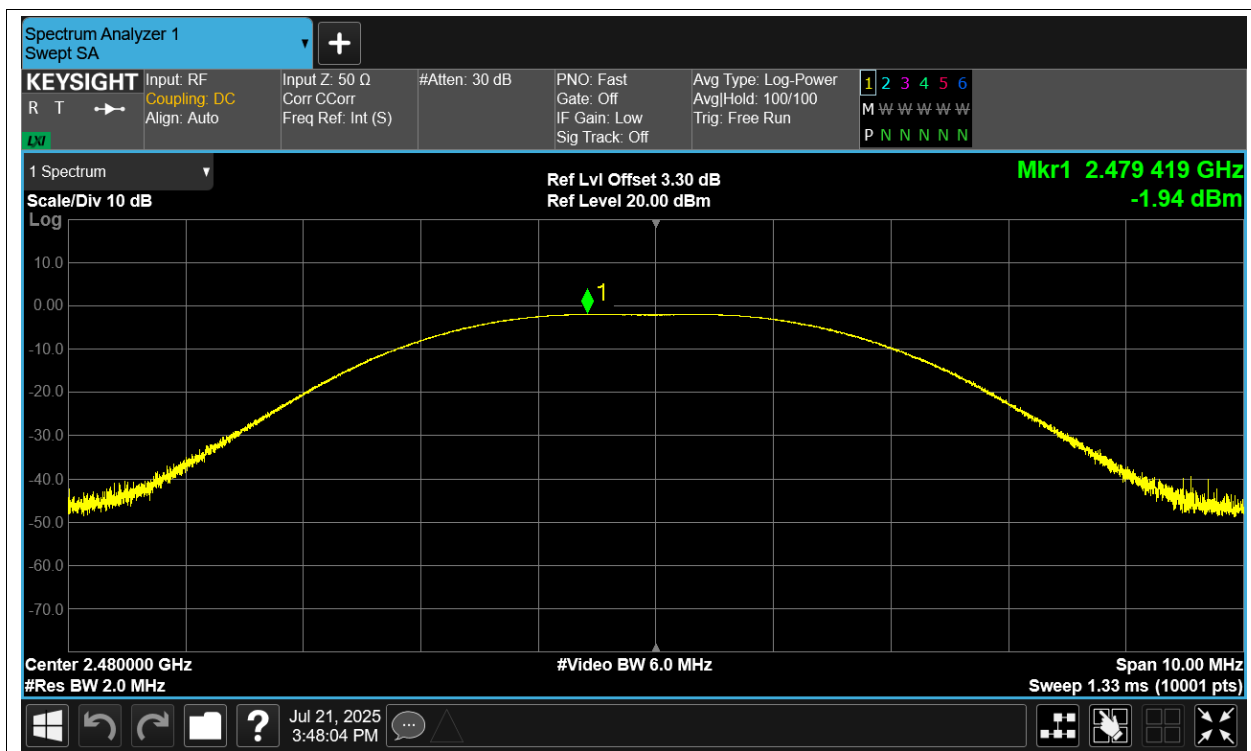 Spectrum Analyzer 1
Swept SA
KEYSIGHT
R T
LXI
Input: RF
Coupling: DC
Align: Auto
Input Z: 50 Ω
Corr CCorr
Freq Ref: Int (S)
#Atten: 30 dB
PNO: Fast
Gate: Off
IF Gain: Low
Sig Track: Off
Avg Type: Log-Power
Avg|Hold: 100/100
Trig: Free Run
1 2 3 4 5 6
M W W W W W
P N N N N N
1 Spectrum
Scale/Div 10 dB
Ref Lvl Offset 3.30 dB
Ref Level 20.00 dBm
Mkr1 2.479 419 GHz
-1.94 dBm
Log
10.0
0.00
-10.0
-20.0
-30.0
-40.0
-50.0
-60.0
-70.0
1
Center 2.480000 GHz
#Res BW 2.0 MHz
#Video BW 6.0 MHz
Span 10.00 MHz
Sweep 1.33 ms (10001 pts)
?
Jul 21, 2025
3:48:04 PM